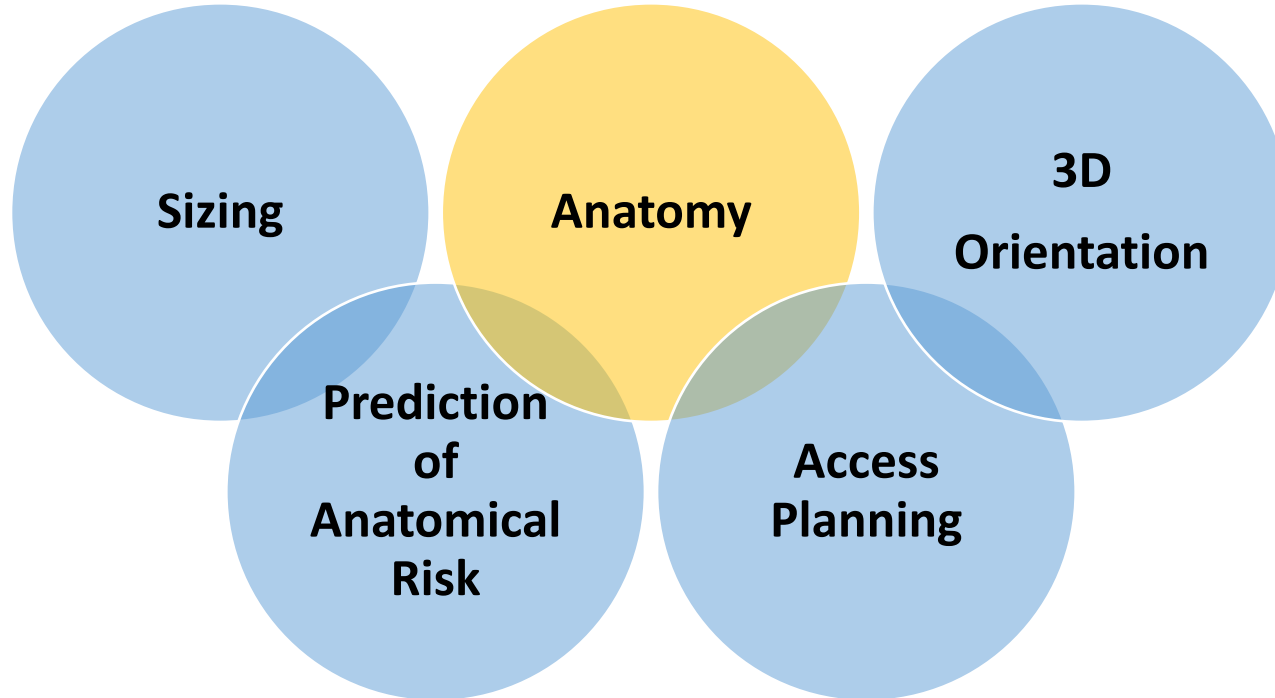 Sizing
Anatomy
3D
Orientation
Prediction
of
Anatomical
Risk
Access
Planning